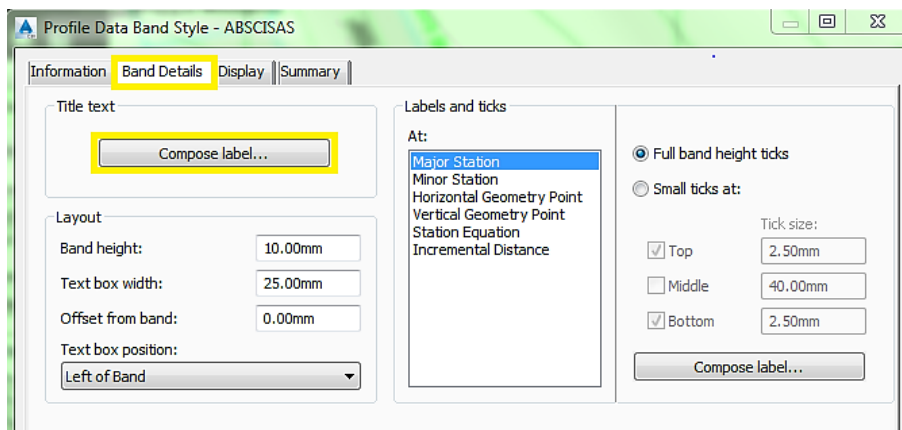 Profile Data Band Style - ABSCISAS
Information Band Details Display Summary
Title text
Compose label...
Layout
Band height: 10.00mm
Text box width: 25.00mm
Offset from band: 0.00mm
Text box position:
Left of Band
Labels and ticks
At:
Major Station
Minor Station
Horizontal Geometry Point
Vertical Geometry Point
Station Equation
Incremental Distance
Full band height ticks
Small ticks at:
Tick size:
Top 2.50mm
Middle 40.00mm
Bottom 2.50mm
Compose label...